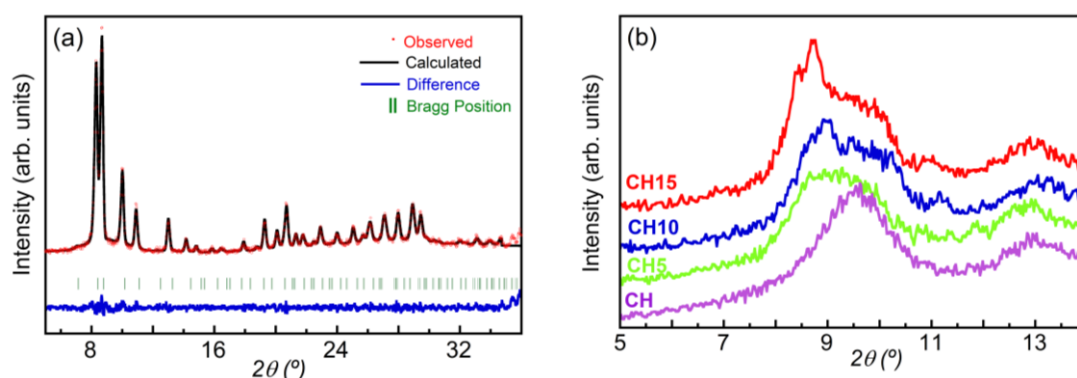 (a)
Observed
Calculated
Difference
Bragg Position
Intensity (arb. units)
8 16 24 32
2θ (º)
(b)
CH15
CH10
CH5
CH
Intensity (arb. units)
5 7 9 11 13
2θ (º)